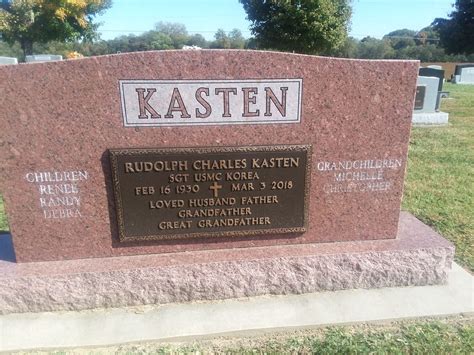 KASTEN
CHILDREN
RENEE
RANDY
DEBRA
RUDOLPH CHARLES KASTEN
SGT USMC KOREA
FEB 16 1930 MAR 3 2018
LOVED HUSBAND FATHER
GRANDFATHER
GREAT GRANDFATHER
GRANDCHILDREN
MICHELLE
CHRISTOPHER